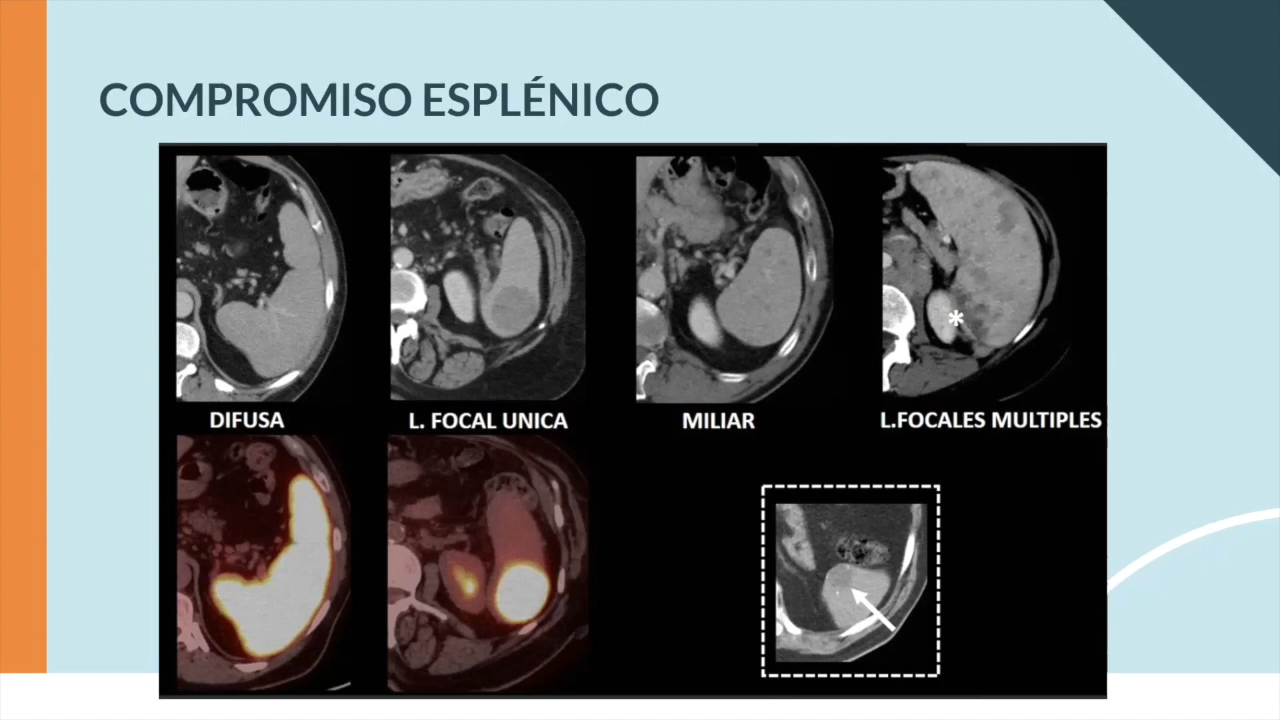 COMPROMISO ESPLÉNICO
DIFUSA
L. FOCAL UNICA
MILIAR
L.FOCALES MULTIPLES
*